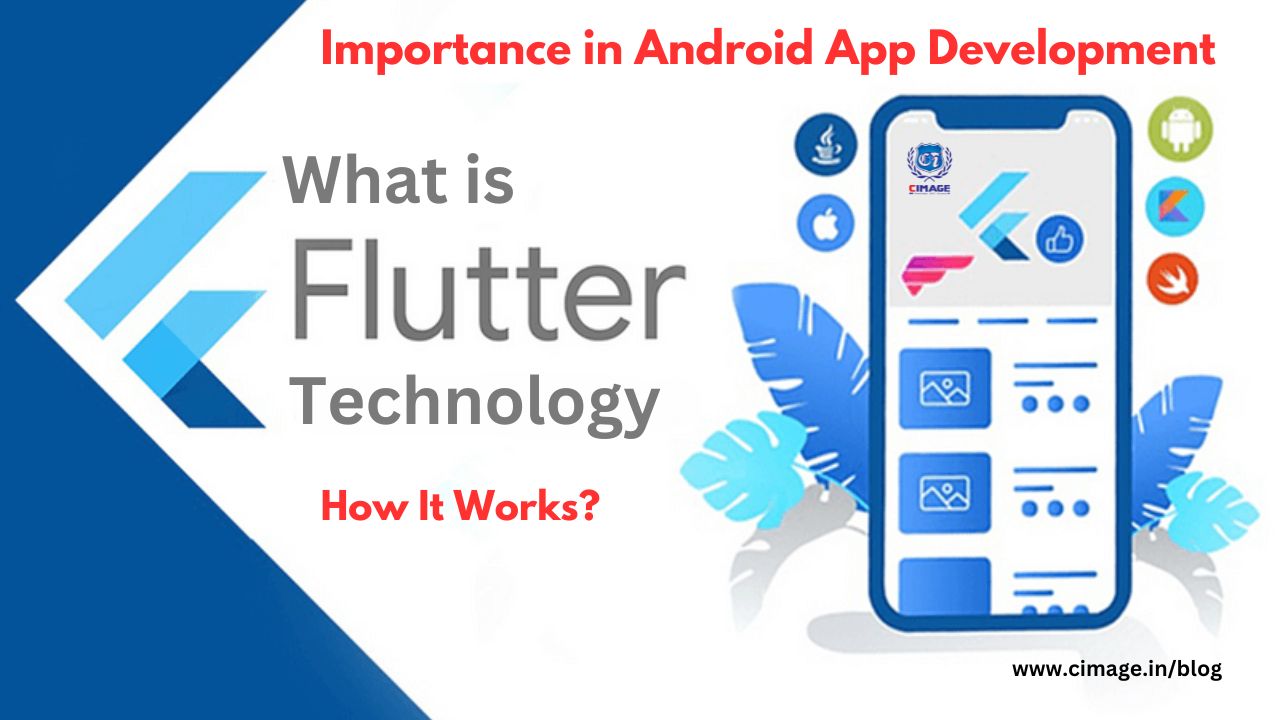 Importance in Android App Development
What is
Flutter
Technology
How It Works?
CIMAGE
www.cimage.in/blog